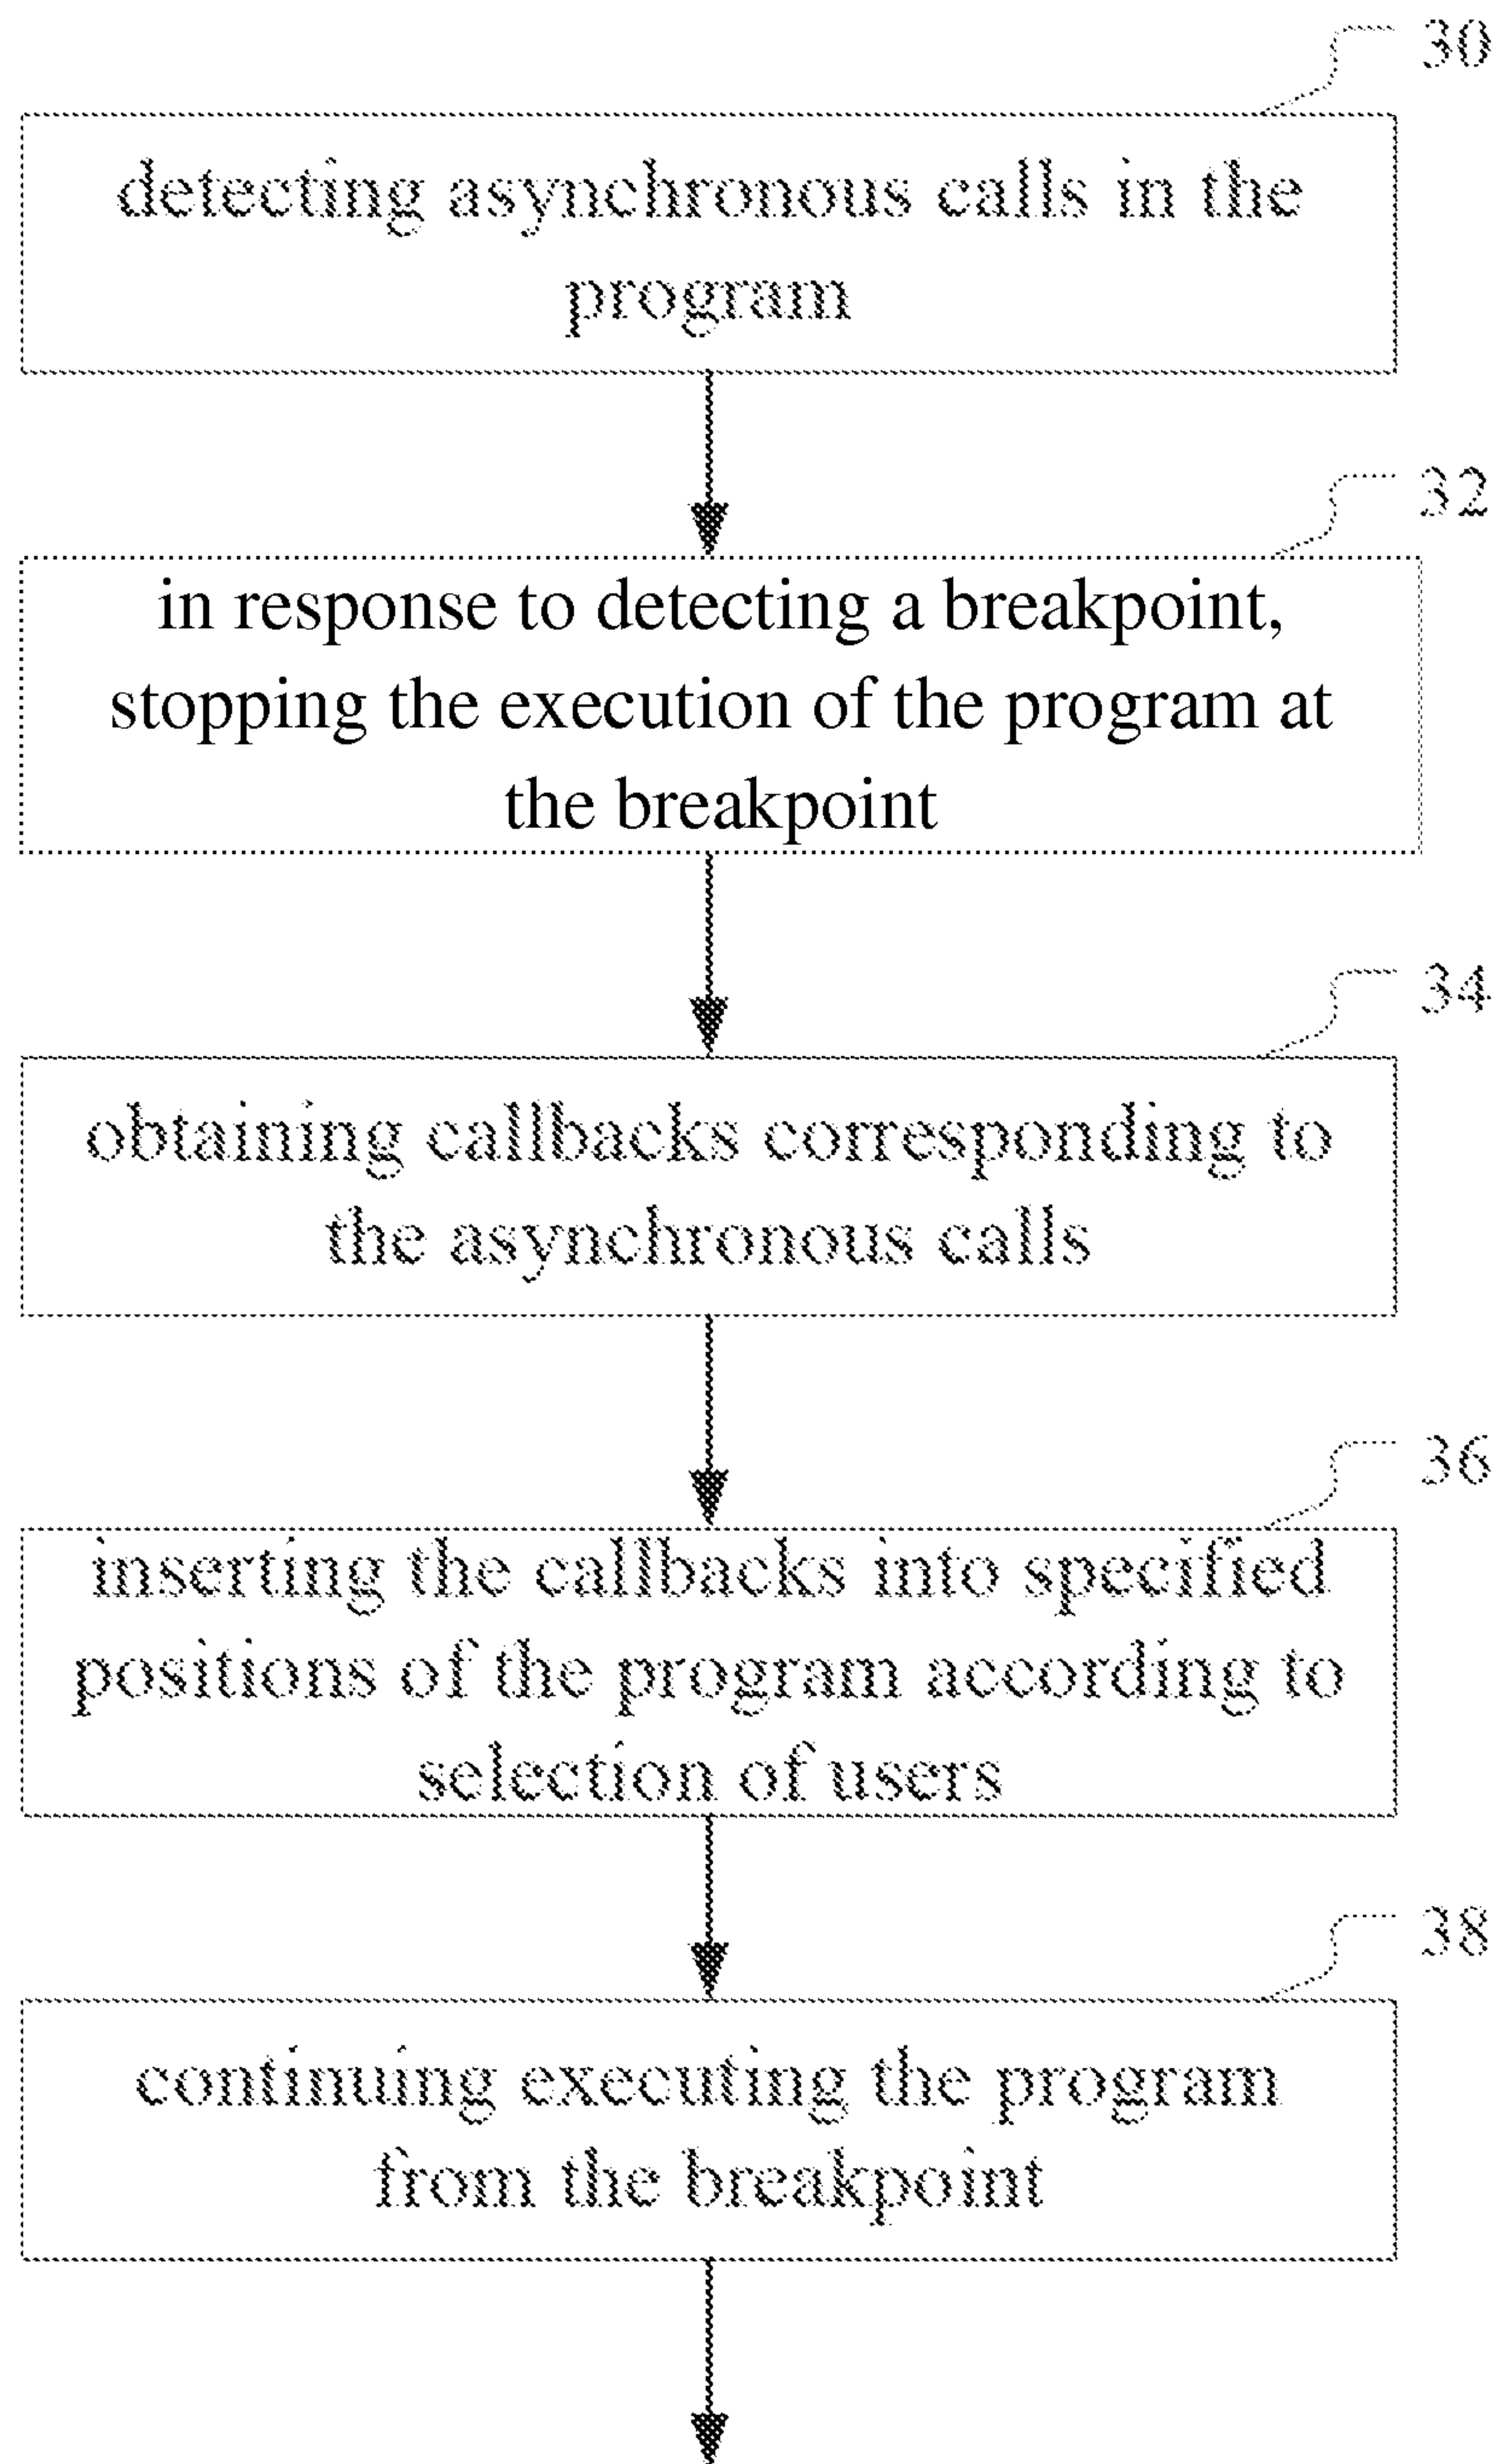 30
detecting asynchronous calls in the
program
32
in response to detecting a breakpoint,
stopping the execution of the program at
the breakpoint
34
obtaining callbacks corresponding to
the asynchronous calls
36
inserting the callbacks into specified
positions of the program according to
selection of users
38
continuing executing the program
from the breakpoint